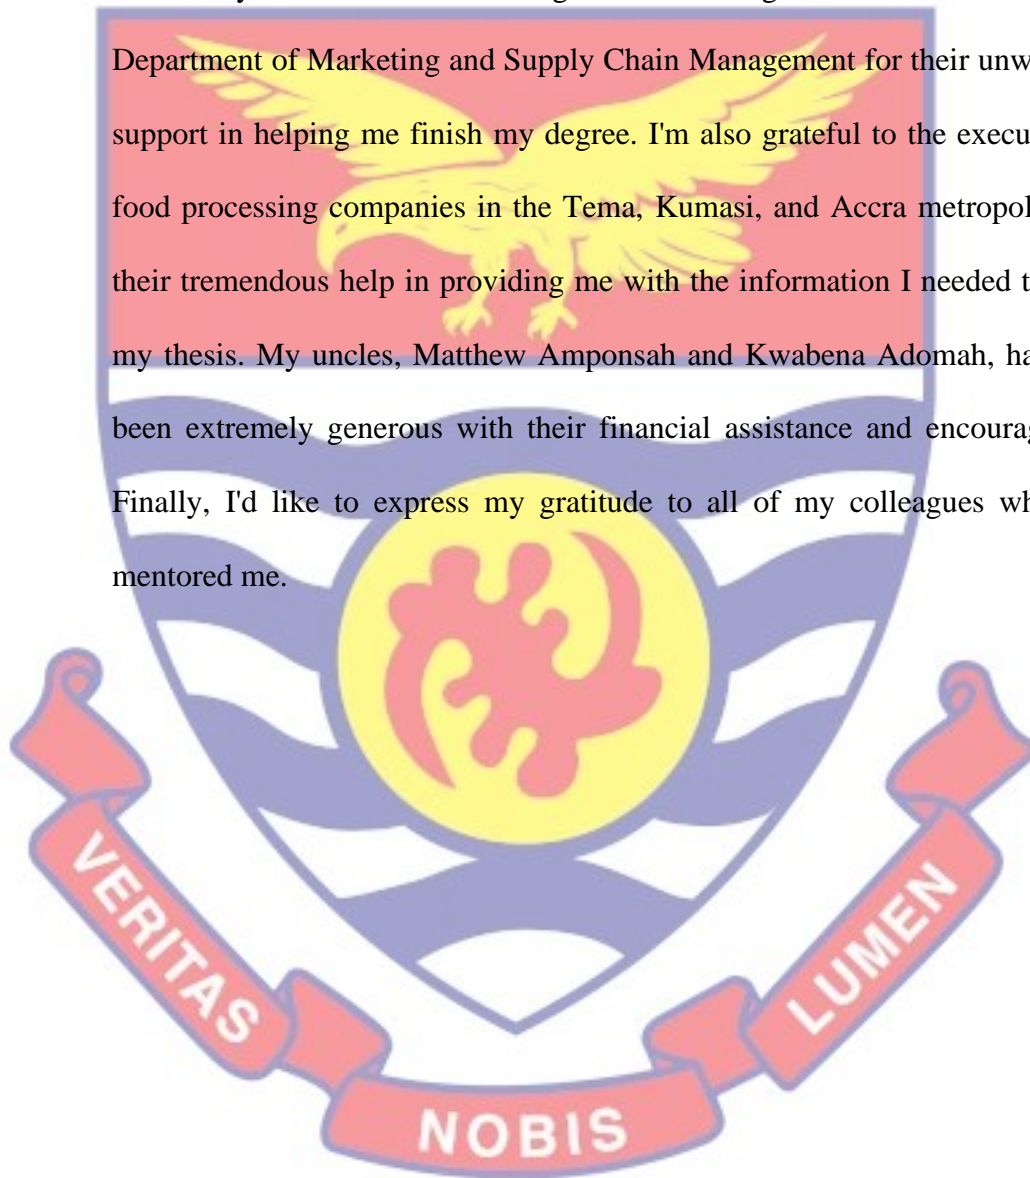 Department of Marketing and Supply Chain Management for their unw
support in helping me finish my degree. I'm also grateful to the execu
food processing companies in the Tema, Kumasi, and Accra metropol
their tremendous help in providing me with the information I needed t
my thesis. My uncles, Matthew Amponsah and Kwabena Adomah, ha
been extremely generous with their financial assistance and encourag
Finally, I'd like to express my gratitude to all of my colleagues wh
mentored me.
VERITAS
NOBIS
LUMEN